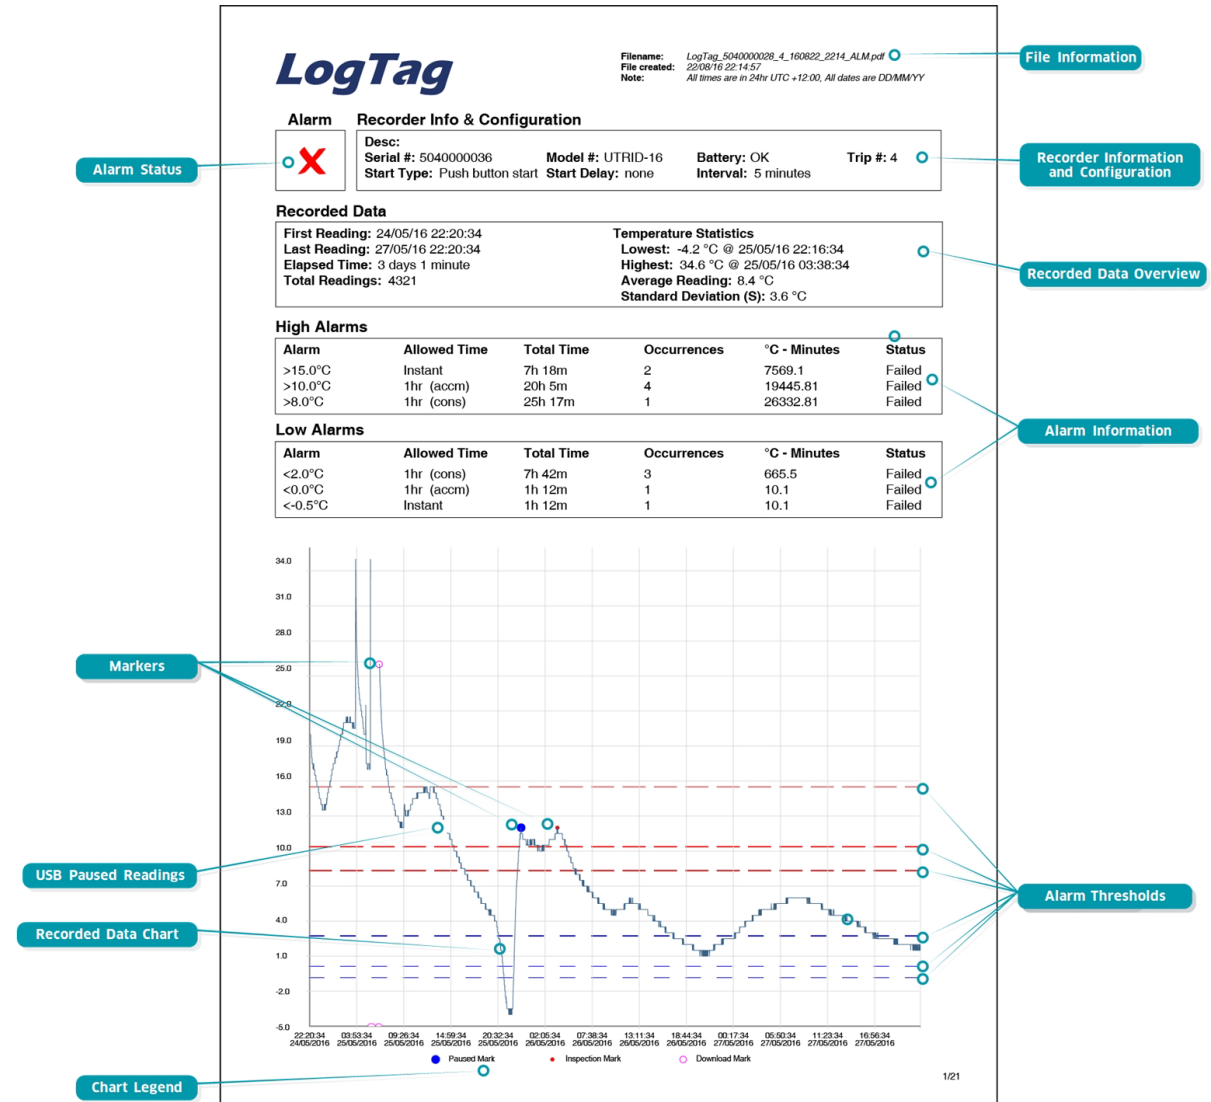 LogTag
Filename: LogTag_5040000028_4_160822_2214_ALM.pdf
File created: 22/08/16 22:14:57
Note: All times are in 24hr UTC +12:00, All dates are DD/MM/YY
File Information
Alarm
Recorder Info & Configuration
Desc:
Serial #: 5040000036 Model #: UTRID-16 Battery: OK Trip #: 4
Start Type: Push button start Start Delay: none Interval: 5 minutes
Alarm Status
Recorder Information
and Configuration
Recorded Data
First Reading: 24/05/16 22:20:34
Last Reading: 27/05/16 22:20:34
Elapsed Time: 3 days 1 minute
Total Readings: 4321
Temperature Statistics
Lowest: -4.2 °C @ 25/05/16 22:16:34
Highest: 34.6 °C @ 25/05/16 03:38:34
Average Reading: 8.4 °C
Standard Deviation (S): 3.6 °C
Recorded Data Overview
High Alarms
Alarm Allowed Time Total Time Occurrences °C - Minutes Status
>15.0°C Instant 7h 18m 2 7569.1 Failed
>10.0°C 1hr (accm) 20h 5m 4 19445.81 Failed
>8.0°C 1hr (cons) 25h 17m 1 26332.81 Failed
Alarm Information
Low Alarms
Alarm Allowed Time Total Time Occurrences °C - Minutes Status
<2.0°C 1hr (cons) 7h 42m 3 665.5 Failed
<0.0°C 1hr (accm) 1h 12m 1 10.1 Failed
<-0.5°C Instant 1h 12m 1 10.1 Failed
34.0
31.0
28.0
25.0
22.0
19.0
16.0
13.0
10.0
7.0
4.0
1.0
-2.0
-5.0
Markers
USB Paused Readings
Recorded Data Chart
Alarm Thresholds
22:20:34 03:53:34 09:26:34 14:59:34 20:32:34 02:05:34 07:38:34 13:11:34 18:44:34 00:17:34 05:50:34 11:23:34 16:56:34
24/05/2016 25/05/2016 25/05/2016 25/05/2016 25/05/2016 26/05/2016 26/05/2016 26/05/2016 26/05/2016 27/05/2016 27/05/2016 27/05/2016 27/05/2016
Paused Mark Inspection Mark Download Mark
1/21
Chart Legend